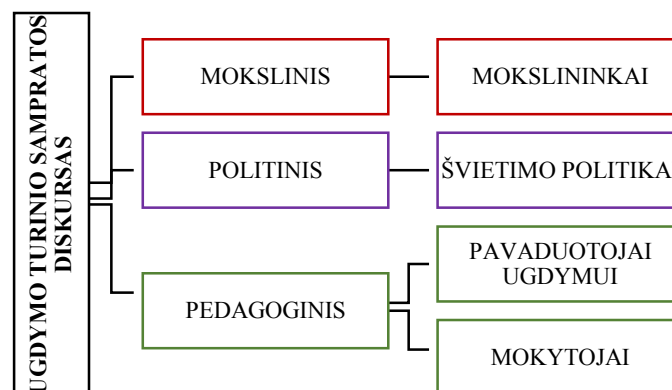 UGDYMO TURINIO SAMPRATOS
DISKURSAS
MOKSLINIS
MOKSLININKAI
POLITINIS
ŠVIETIMO POLITIKA
PEDAGOGINIS
PAVADUOTOJAI
UGDYMUI
MOKYTOJAI